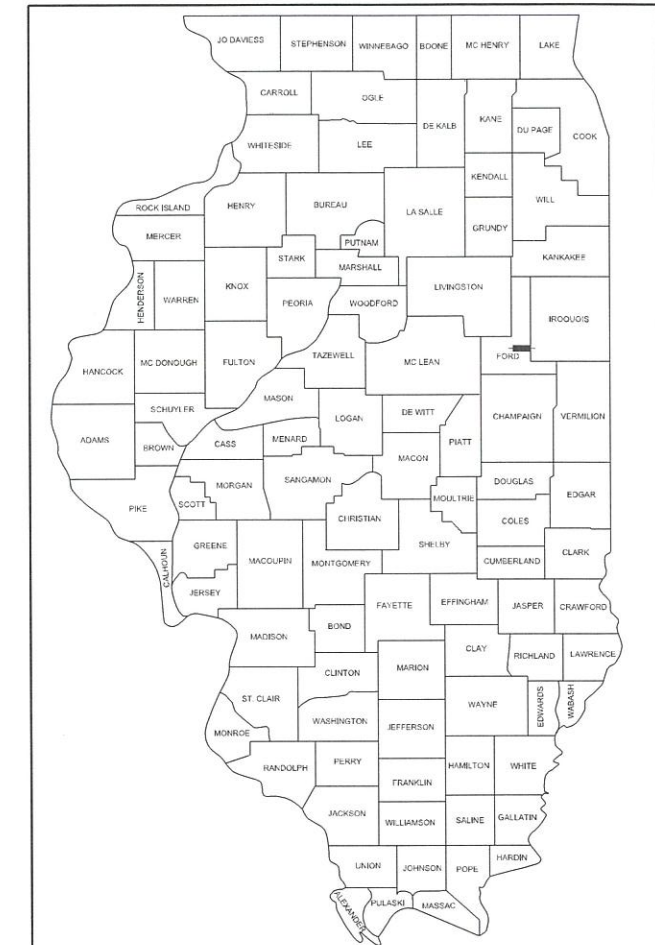 JO DAVIESS STEPHENSON WINNEBAGO BOONE MC HENRY LAKE
CARROLL OGLE DE KALB KANE DU PAGE COOK
WHITESIDE LEE
KENDALL WILL
ROCK ISLAND HENRY BUREAU LA SALLE GRUNDY
MERCER PUTNAM
STARK MARSHALL KANKAKEE
HENDERSON WARREN KNOX PEORIA WOODFORD LIVINGSTON IROQUGIS
HANCOCK MC DONOUGH FULTON TAZEWELL MC LEAN FORD
MASON
SCHUYLER LOGAN DE WITT CHAMPAIGN VERMILION
ADAMS BROWN CASS MENARD MACON PIATT
PIKE SCOTT MORGAN SANGAMON MOULTRIE DOUGLAS EDGAR
CHRISTIAN COLES
CALHOUN GREENE MACOUPIN MONTGOMERY SHELBY CUMBERLAND CLARK
JERSEY FAYETTE EFFINGHAM JASPER CRAWFORD
MADISON BOND
CLAY RICHLAND LAWRENCE
CLINTON MARION
ST. CLAIR WAYNE EDWARDS WABASH
MONROE WASHINGTON JEFFERSON
RANDOLPH PERRY HAMILTON WHITE
FRANKLIN
JACKSON WILLIAMSON SALINE GALLATIN
UNION JOHNSON POPE HARDIN
ALEXANDER PULASKI MASSAC